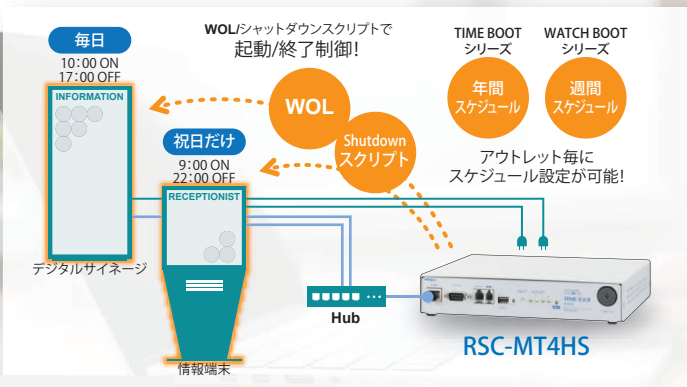 毎日
10：00 ON
17：00 OFF
INFORMATION
デジタルサイネージ
祝日だけ
9：00 ON
22：00 OFF
RECEPTIONIST
情報端末
WOL/シャットダウンスクリプトで
起動/終了制御!
WOL
Shutdown
スクリプト
TIME BOOT
シリーズ
年間
スケジュール
WATCH BOOT
シリーズ
週間
スケジュール
アウトレット毎に
スケジュール設定が可能!
Hub
RSC-MT4HS